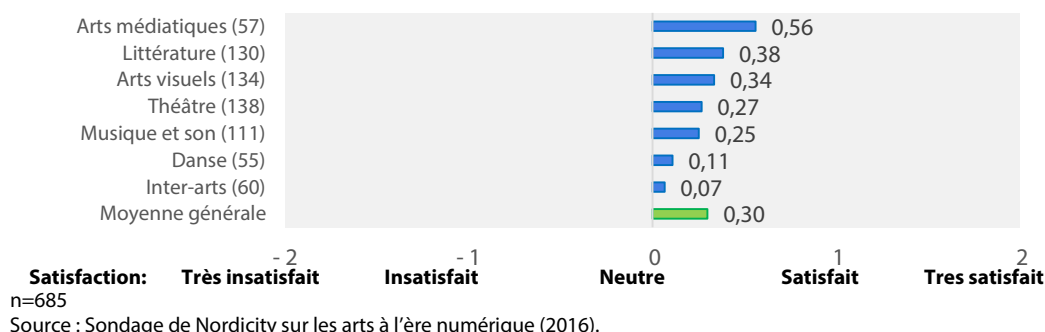 Arts médiatiques (57) 0,56
Littérature (130) 0,38
Arts visuels (134) 0,34
Théâtre (138) 0,27
Musique et son (111) 0,25
Danse (55) 0,11
Inter-arts (60) 0,07
Moyenne générale 0,30
- 2 - 1 0 1 2
Satisfaction: Très insatisfait Insatisfait Neutre Satisfait Tres satisfait
n=685
Source : Sondage de Nordicity sur les arts à l'ère numérique (2016).